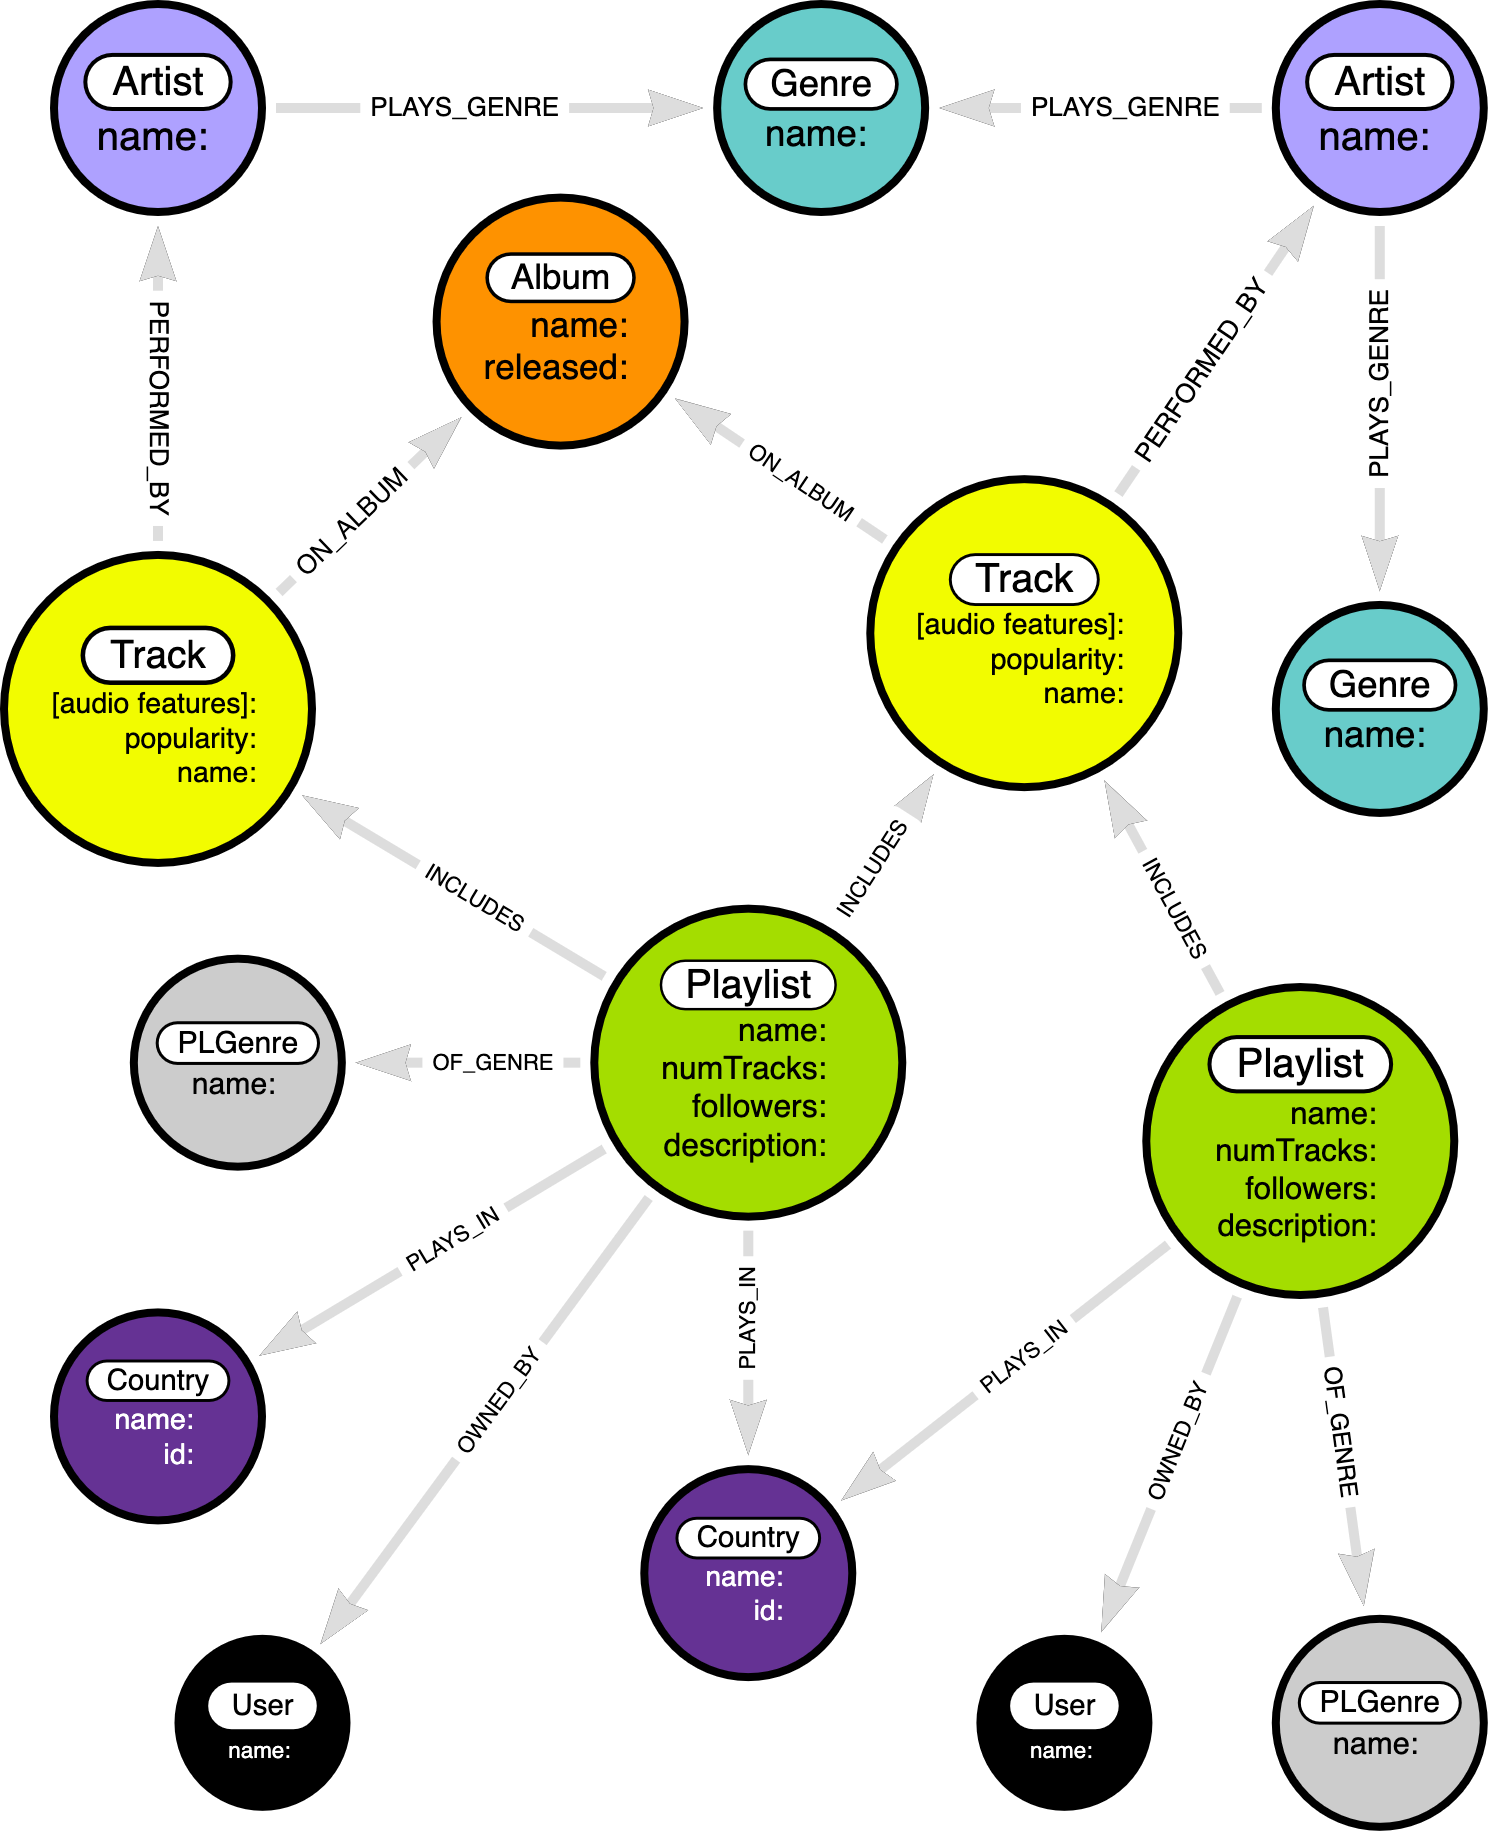 Artist
name:
PLAYS_GENRE
Genre
name:
PLAYS_GENRE
Artist
name:
Album
name:
released:
PERFORMED_BY
ON_ALBUM
ON_ALBUM
PERFORMED_BY
PLAYS_GENRE
Track
[audio features]:
popularity:
name:
Track
[audio features]:
popularity:
name:
Genre
name:
INCLUDES
INCLUDES
INCLUDES
PLGenre
name:
OF_GENRE
Playlist
name:
numTracks:
followers:
description:
Playlist
name:
numTracks:
followers:
description:
PLAYS_IN
OWNED_BY
PLAYS_IN
PLAYS_IN
OWNED_BY
OF_GENRE
Country
name:
id:
Country
name:
id:
User
name:
User
name:
PLGenre
name: